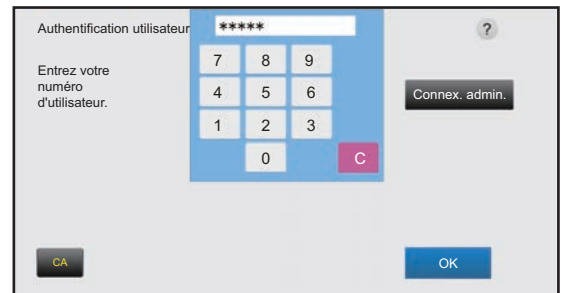 Authentification utilisateur
*****
?
Entrez votre
numéro
d'utilisateur.
7 8 9
4 5 6
1 2 3
0 C
Connex. admin.
CA
OK